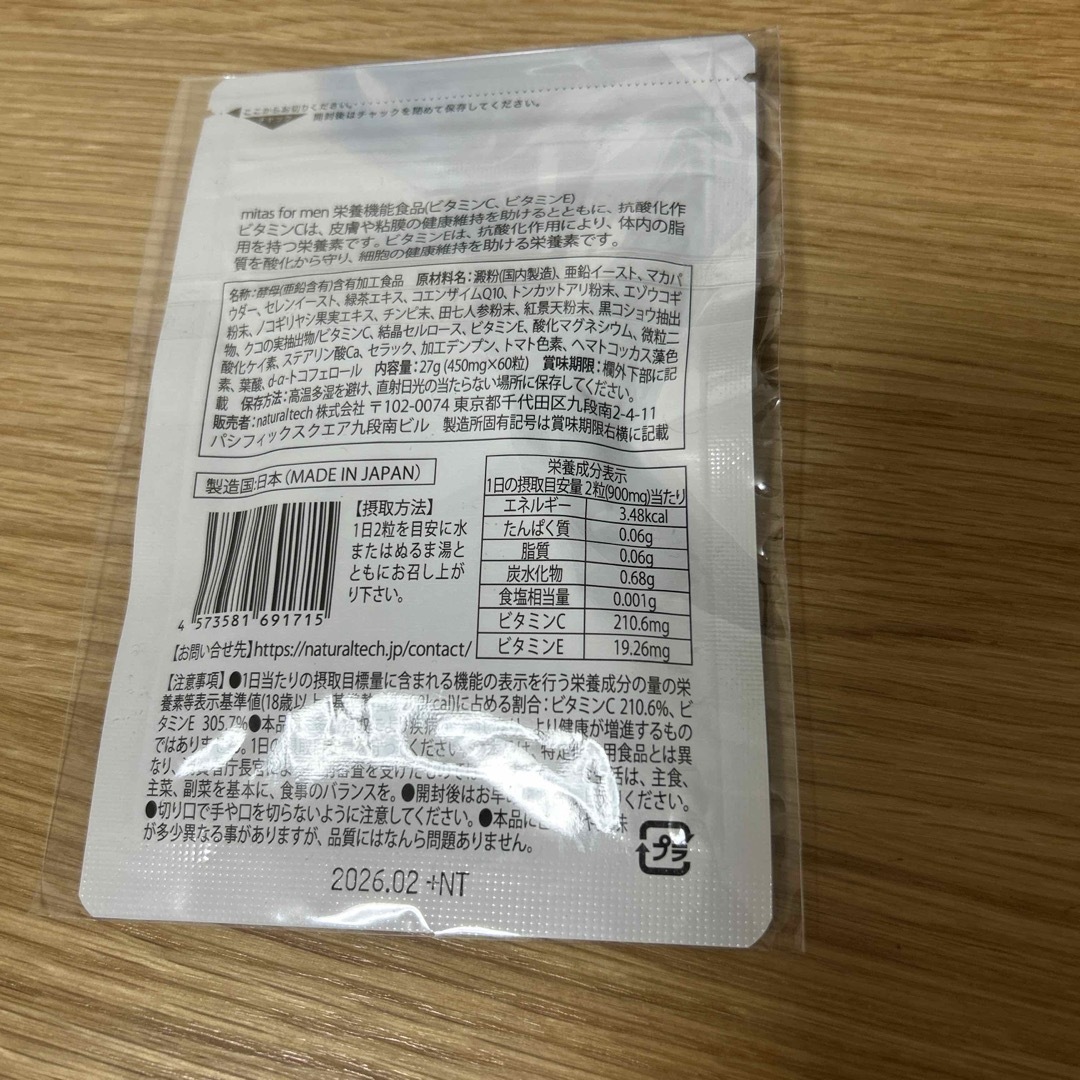 ここからお切りください。
開封後はチャックを閉めて保存してください。
mitas for men 栄養機能食品(ビタミンC、ビタミンE)
ビタミンCは、皮膚や粘膜の健康維持を助けるとともに、抗酸化作
用を持つ栄養素です。ビタミンEは、抗酸化作用により、体内の脂
質を酸化から守り、細胞の健康維持を助ける栄養素です。
名称:酵母(亜鉛含有)含有加工食品 原材料名:澱粉(国内製造)、亜鉛イースト、マカパ
ウダー、セレンイースト、緑茶エキス、コエンザイムQ10、トンカットアリ粉末、エゾウコギ
粉末、ノコギリヤシ果実エキス、チンピ末、田七人参粉末、紅景天粉末、黒コショウ抽出
物、クコの実抽出物/ビタミンC、結晶セルロース、ビタミンE、酸化マグネシウム、微粒二
酸化ケイ素、ステアリン酸Ca、セラック、加工デンプン、トマト色素、ヘマトコッカス藻色
素、葉酸、d-α-トコフェロール 内容量:27g (450mg×60粒) 賞味期限:欄外下部に記
載 保存方法:高温多湿を避け、直射日光の当たらない場所に保存してください。
販売者:naturaltech 株式会社 〒102-0074 東京都千代田区九段南2-4-11
パシフィックスクエア九段南ビル 製造所固有記号は賞味期限右横に記載
製造国:日本 (MADE IN JAPAN)
4 573581 691715
【摂取方法】
1日2粒を目安に水
またはぬるま湯と
ともにお召し上が
り下さい。
栄養成分表示
1日の摂取目安量 2粒(900mg)当たり
エネルギー 3.48kcal
たんぱく質 0.06g
脂質 0.06g
炭水化物 0.68g
食塩相当量 0.001g
ビタミンC 210.6mg
ビタミンE 19.26mg
【お問い合せ先】https://naturaltech.jp/contact/
【注意事項】●1日当たりの摂取目標量に含まれる機能の表示を行う栄養成分の量の栄
養素等表示基準値(18歳以上 kcal)に占める割合:ビタミンC 210.6%、ビ
タミンE 305.7%●本品 疾病 より健康が増進するもの
ではありま 1日の ください 特定 用食品とは異
なり、 審査を受けたもの は、主食、
主菜、副菜を基本に、食事のバランスを。●開封後はお早 ください。
●切り口で手や口を切らないように注意してください。●本品に 味
が多少異なる事がありますが、品質にはなんら問題ありません。
プラ
2026.02 +NT